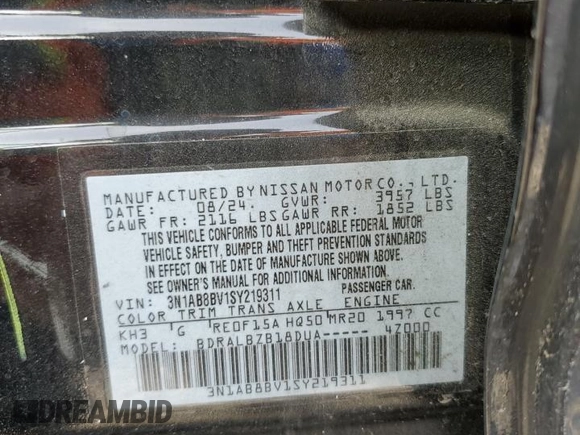 MANUFACTURED BY NISSAN MOTOR CO., LTD.
DATE: 08/24. GVWR: 3957 LBS
GAWR FR: 2116 LBS GAWR RR: 1852 LBS
THIS VEHICLE CONFORMS TO ALL APPLICABLE FEDERAL MOTOR
VEHICLE SAFETY, BUMPER AND THEFT PREVENTION STANDARDS
IN EFFECT ON THE DATE OF MANUFACTURE SHOWN ABOVE.
SEE OWNER'S MANUAL FOR ADDITIONAL INFORMATION.
VIN: 3N1AB8BV1SY219311 PASSENGER CAR.
COLOR TRIM TRANS AXLE ENGINE
KH3 G RE0F15A HQ50 MR20 1997 CC
BDRALBZB18DUA----- 4Z000
3N1AB8BV1SY219311
DREAMBID